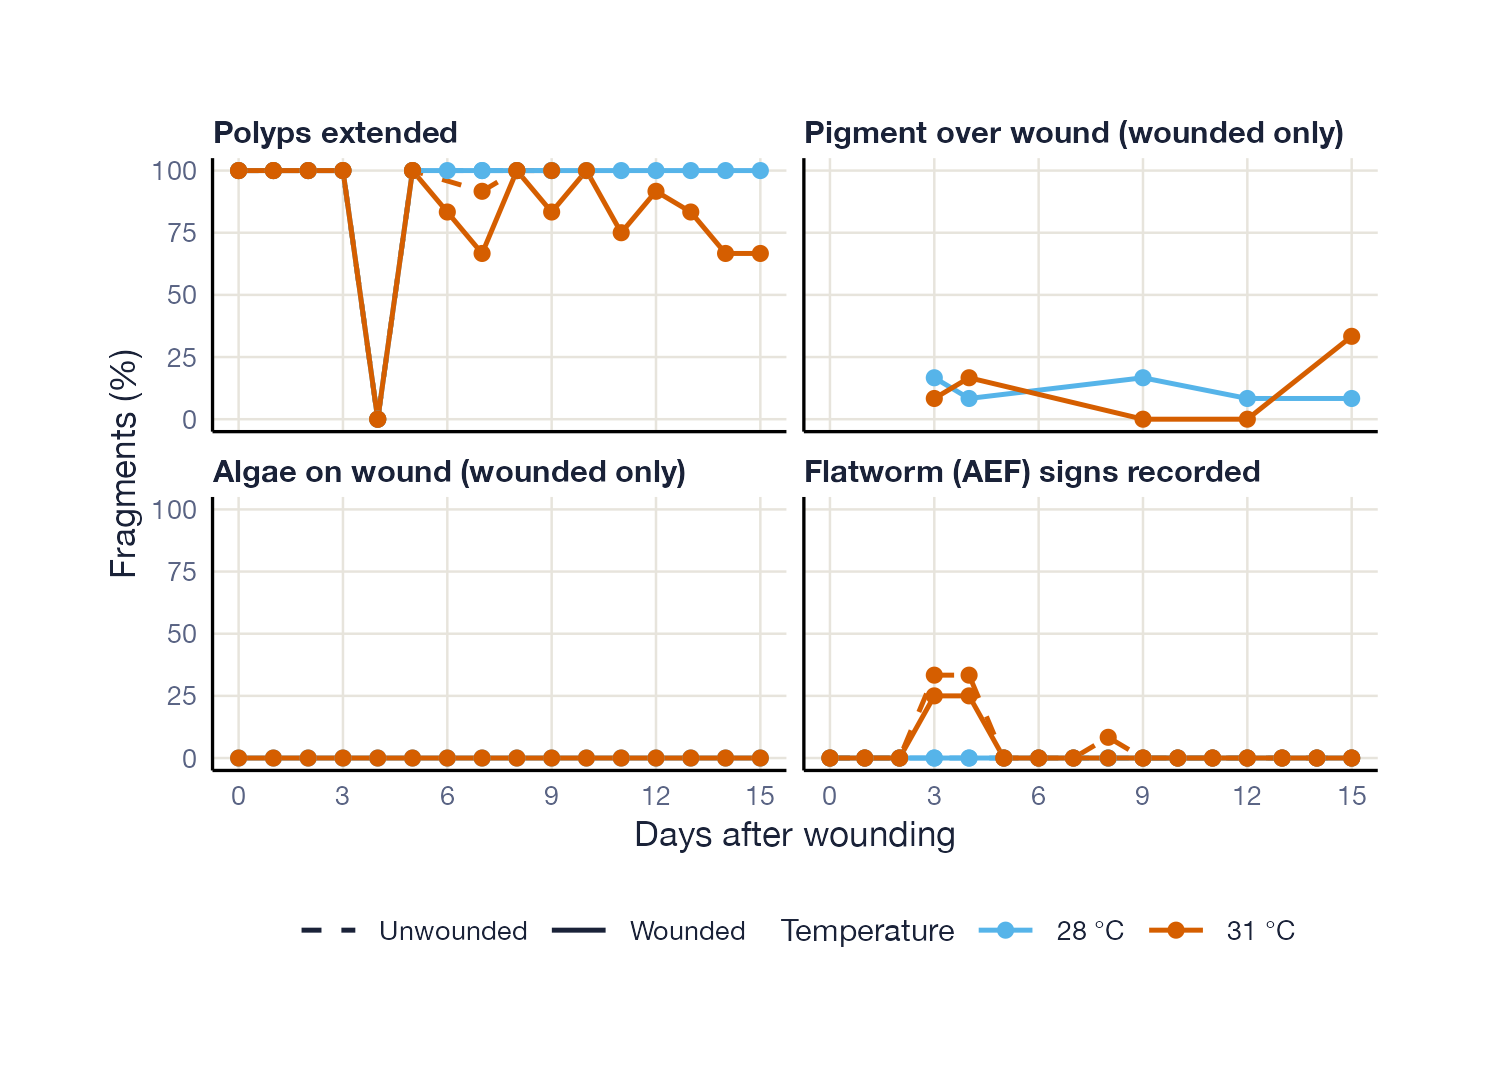 Polyps extended
Pigment over wound (wounded only)
100
75
50
25
0
Fragments (%)
Algae on wound (wounded only)
Flatworm (AEF) signs recorded
100
75
50
25
0
0 3 6 9 12 15 0 3 6 9 12 15
Days after wounding
Unwounded Wounded Temperature 28 °C 31 °C